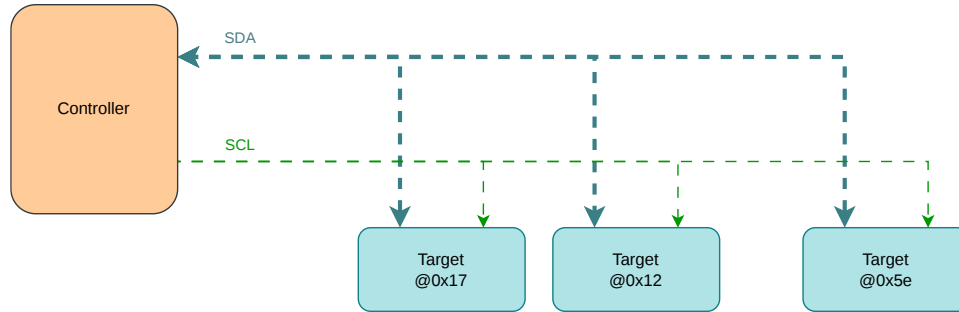 SDA
Controller
SCL
Target
@0x17
Target
@0x12
Target
@0x5e